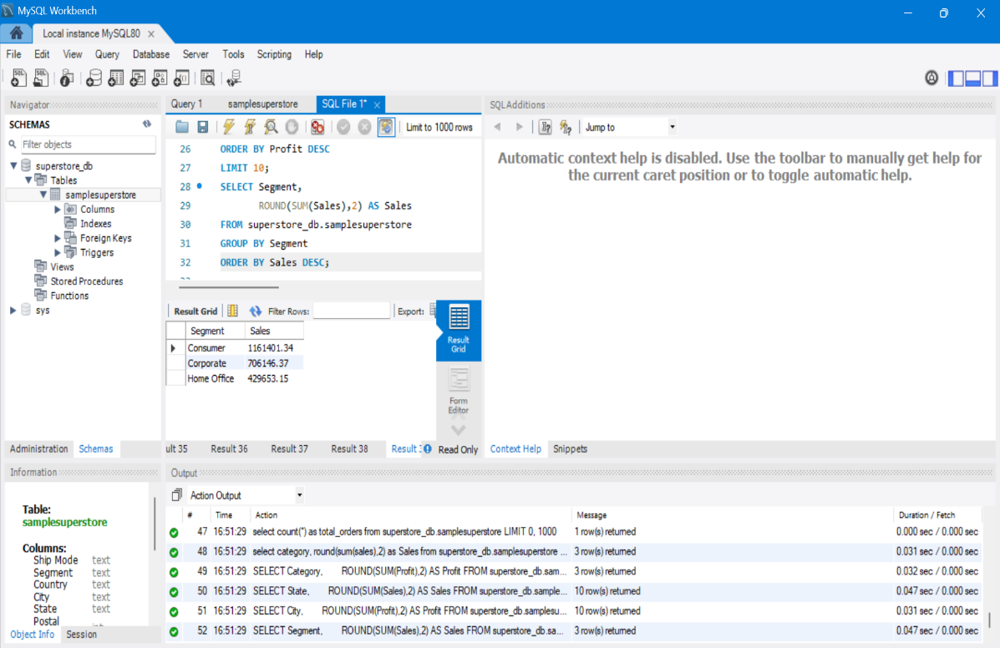 MySQL Workbench
Local instance MySQL80
File Edit View Query Database Server Tools Scripting Help
Navigator
SCHEMAS
Filter objects
superstore_db
Tables
samplesuperstore
Columns
Indexes
Foreign Keys
Triggers
Views
Stored Procedures
Functions
sys
Administration Schemas
Query 1 samplesuperstore SQL File 1*
Limit to 1000 rows
26 ORDER BY Profit DESC
27 LIMIT 10;
28 SELECT Segment,
29 ROUND(SUM(Sales),2) AS Sales
30 FROM superstore_db.samplesuperstore
31 GROUP BY Segment
32 ORDER BY Sales DESC;
Result Grid Filter Rows: Export:
Segment Sales
Consumer 1161401.34
Corporate 706146.37
Home Office 429653.15
Result Grid
Form Editor
ult 35 Result 36 Result 37 Result 38 Result Read Only
SQLAdditions
Jump to
Automatic context help is disabled. Use the toolbar to manually get help for
the current caret position or to toggle automatic help.
Context Help Snippets
Information
Table:
samplesuperstore
Columns:
Ship Mode text
Segment text
Country text
City text
State text
Postal
Object Info Session
Output
Action Output
# Time Action Message Duration / Fetch
47 16:51:29 select count(*) as total_orders from superstore_db.samplesuperstore LIMIT 0, 1000 1 row(s) returned 0.000 sec / 0.000 sec
48 16:51:29 select category, round(sum(sales),2) as Sales from superstore_db.samplesuperstore ... 3 row(s) returned 0.031 sec / 0.000 sec
49 16:51:29 SELECT Category, ROUND(SUM(Profit),2) AS Profit FROM superstore_db.sam... 3 row(s) returned 0.032 sec / 0.000 sec
50 16:51:29 SELECT State, ROUND(SUM(Sales),2) AS Sales FROM superstore_db.sample... 10 row(s) returned 0.047 sec / 0.000 sec
51 16:51:29 SELECT City, ROUND(SUM(Profit),2) AS Profit FROM superstore_db.samplesu... 10 row(s) returned 0.031 sec / 0.000 sec
52 16:51:29 SELECT Segment, ROUND(SUM(Sales),2) AS Sales FROM superstore_db.sa... 3 row(s) returned 0.047 sec / 0.000 sec